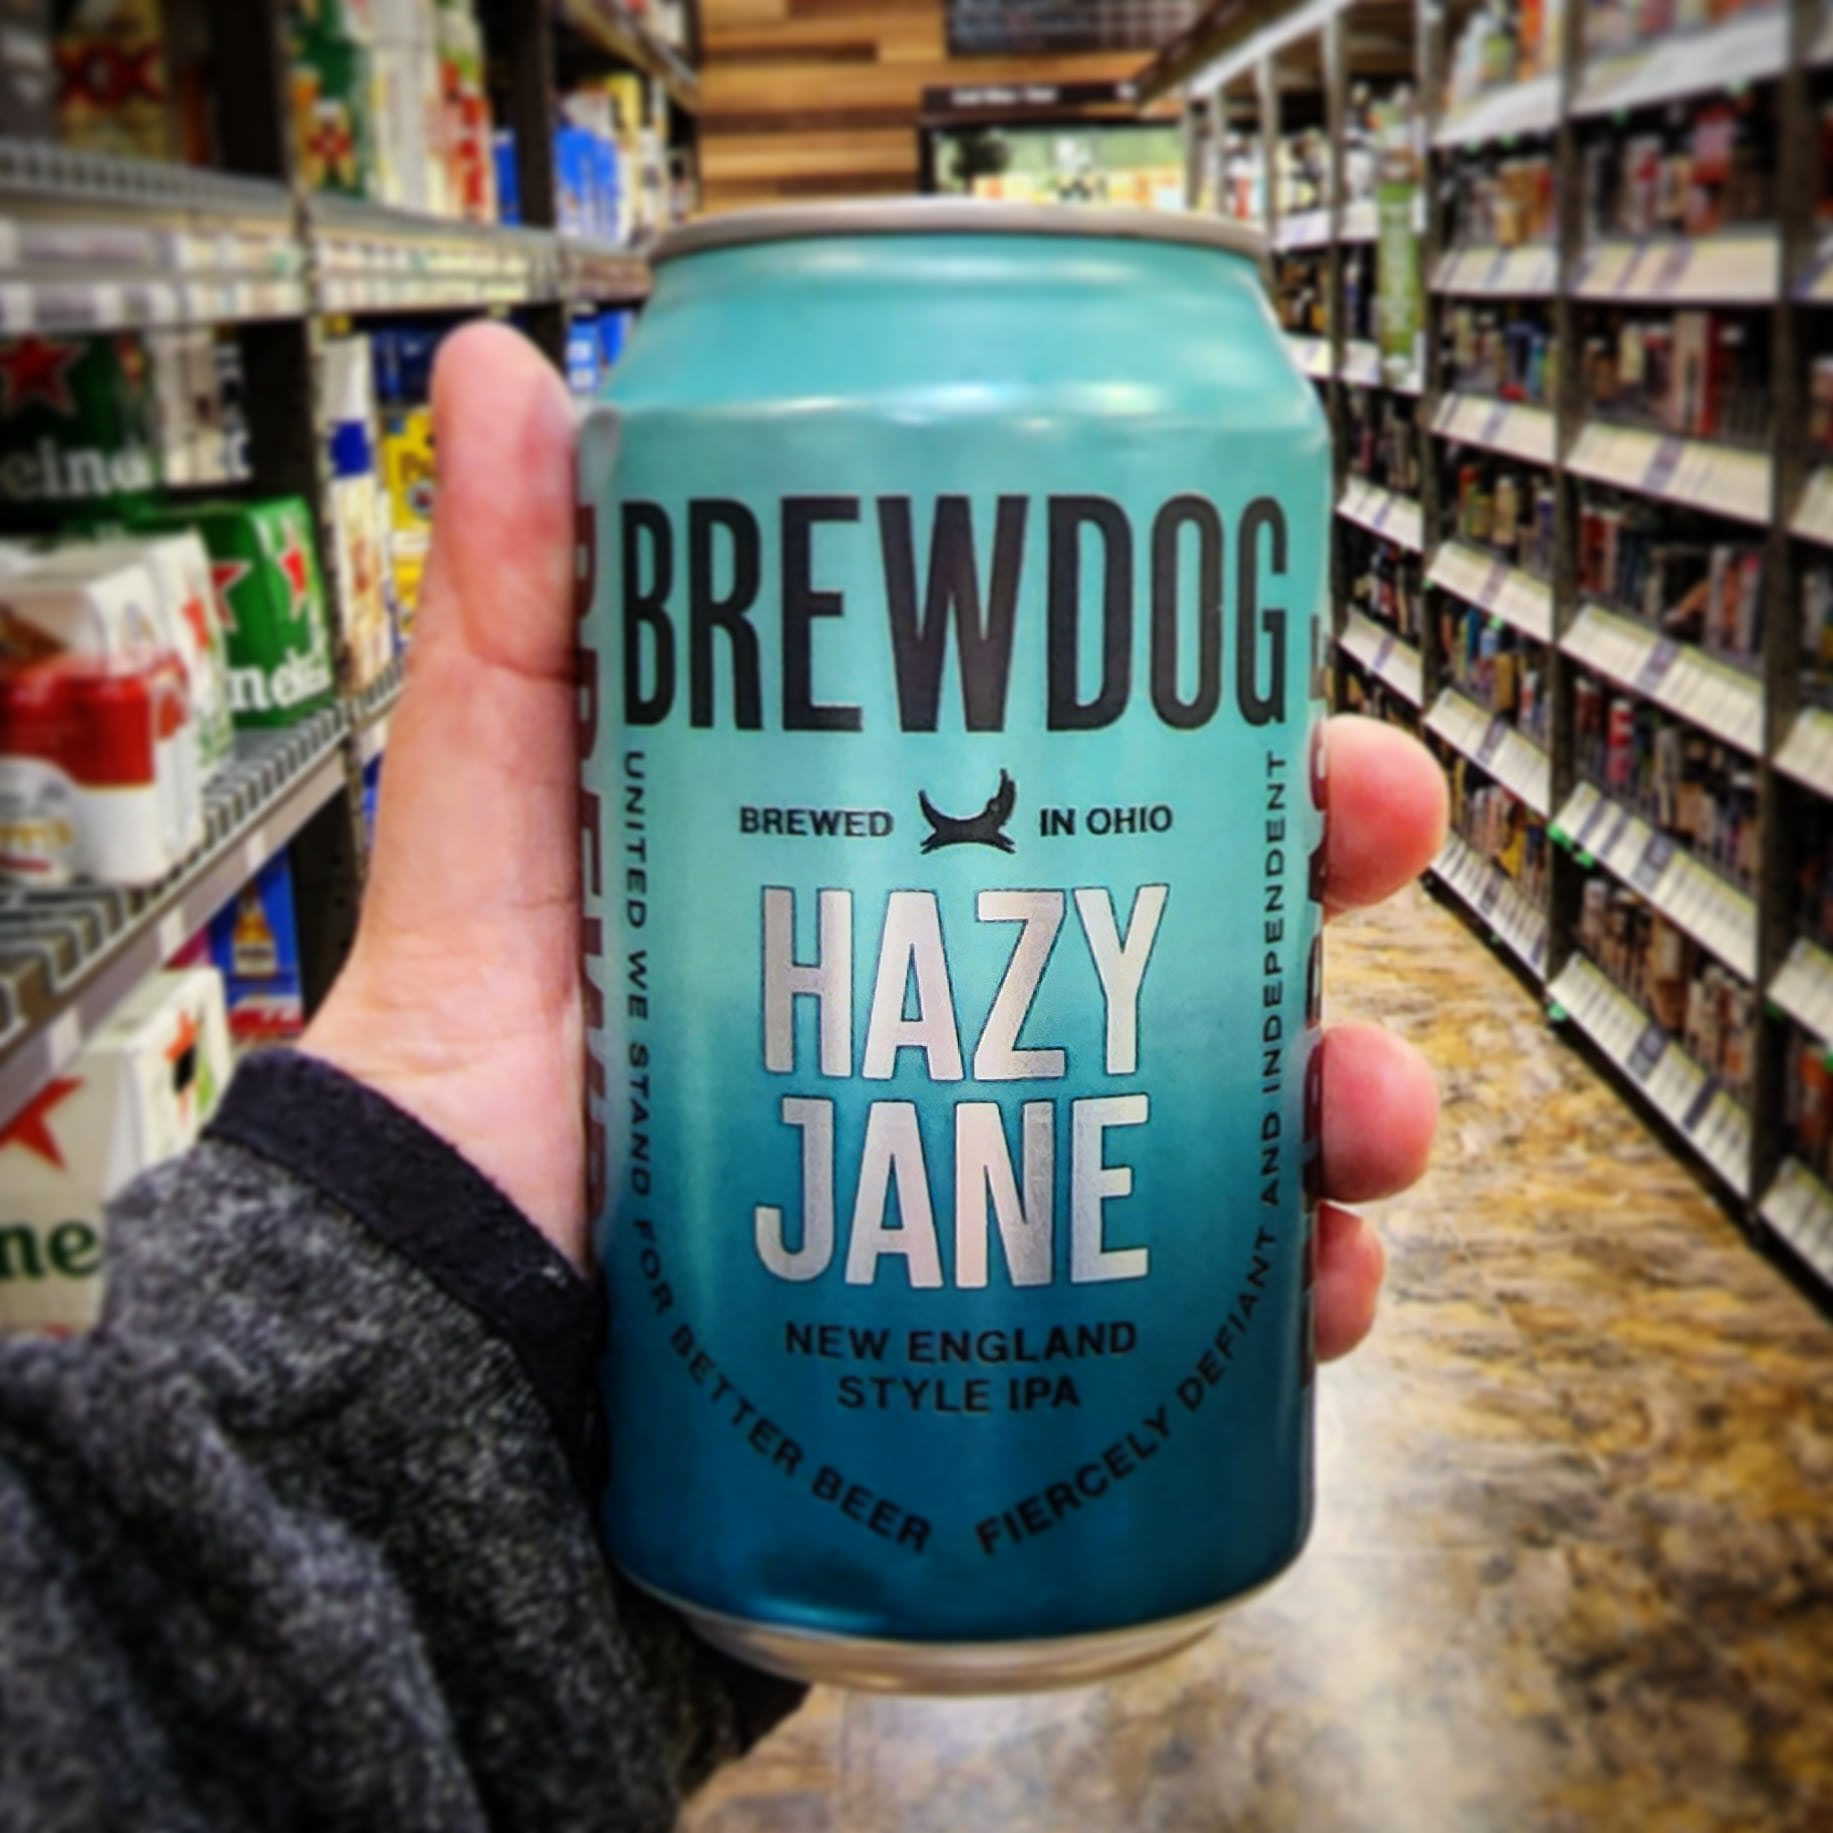 BREWDOG
BREWED IN OHIO
HAZY
JANE
NEW ENGLAND
STYLE IPA
UNITED WE STAND FOR BETTER BEER
FIERCELY DEFIANT AND INDEPENDENT